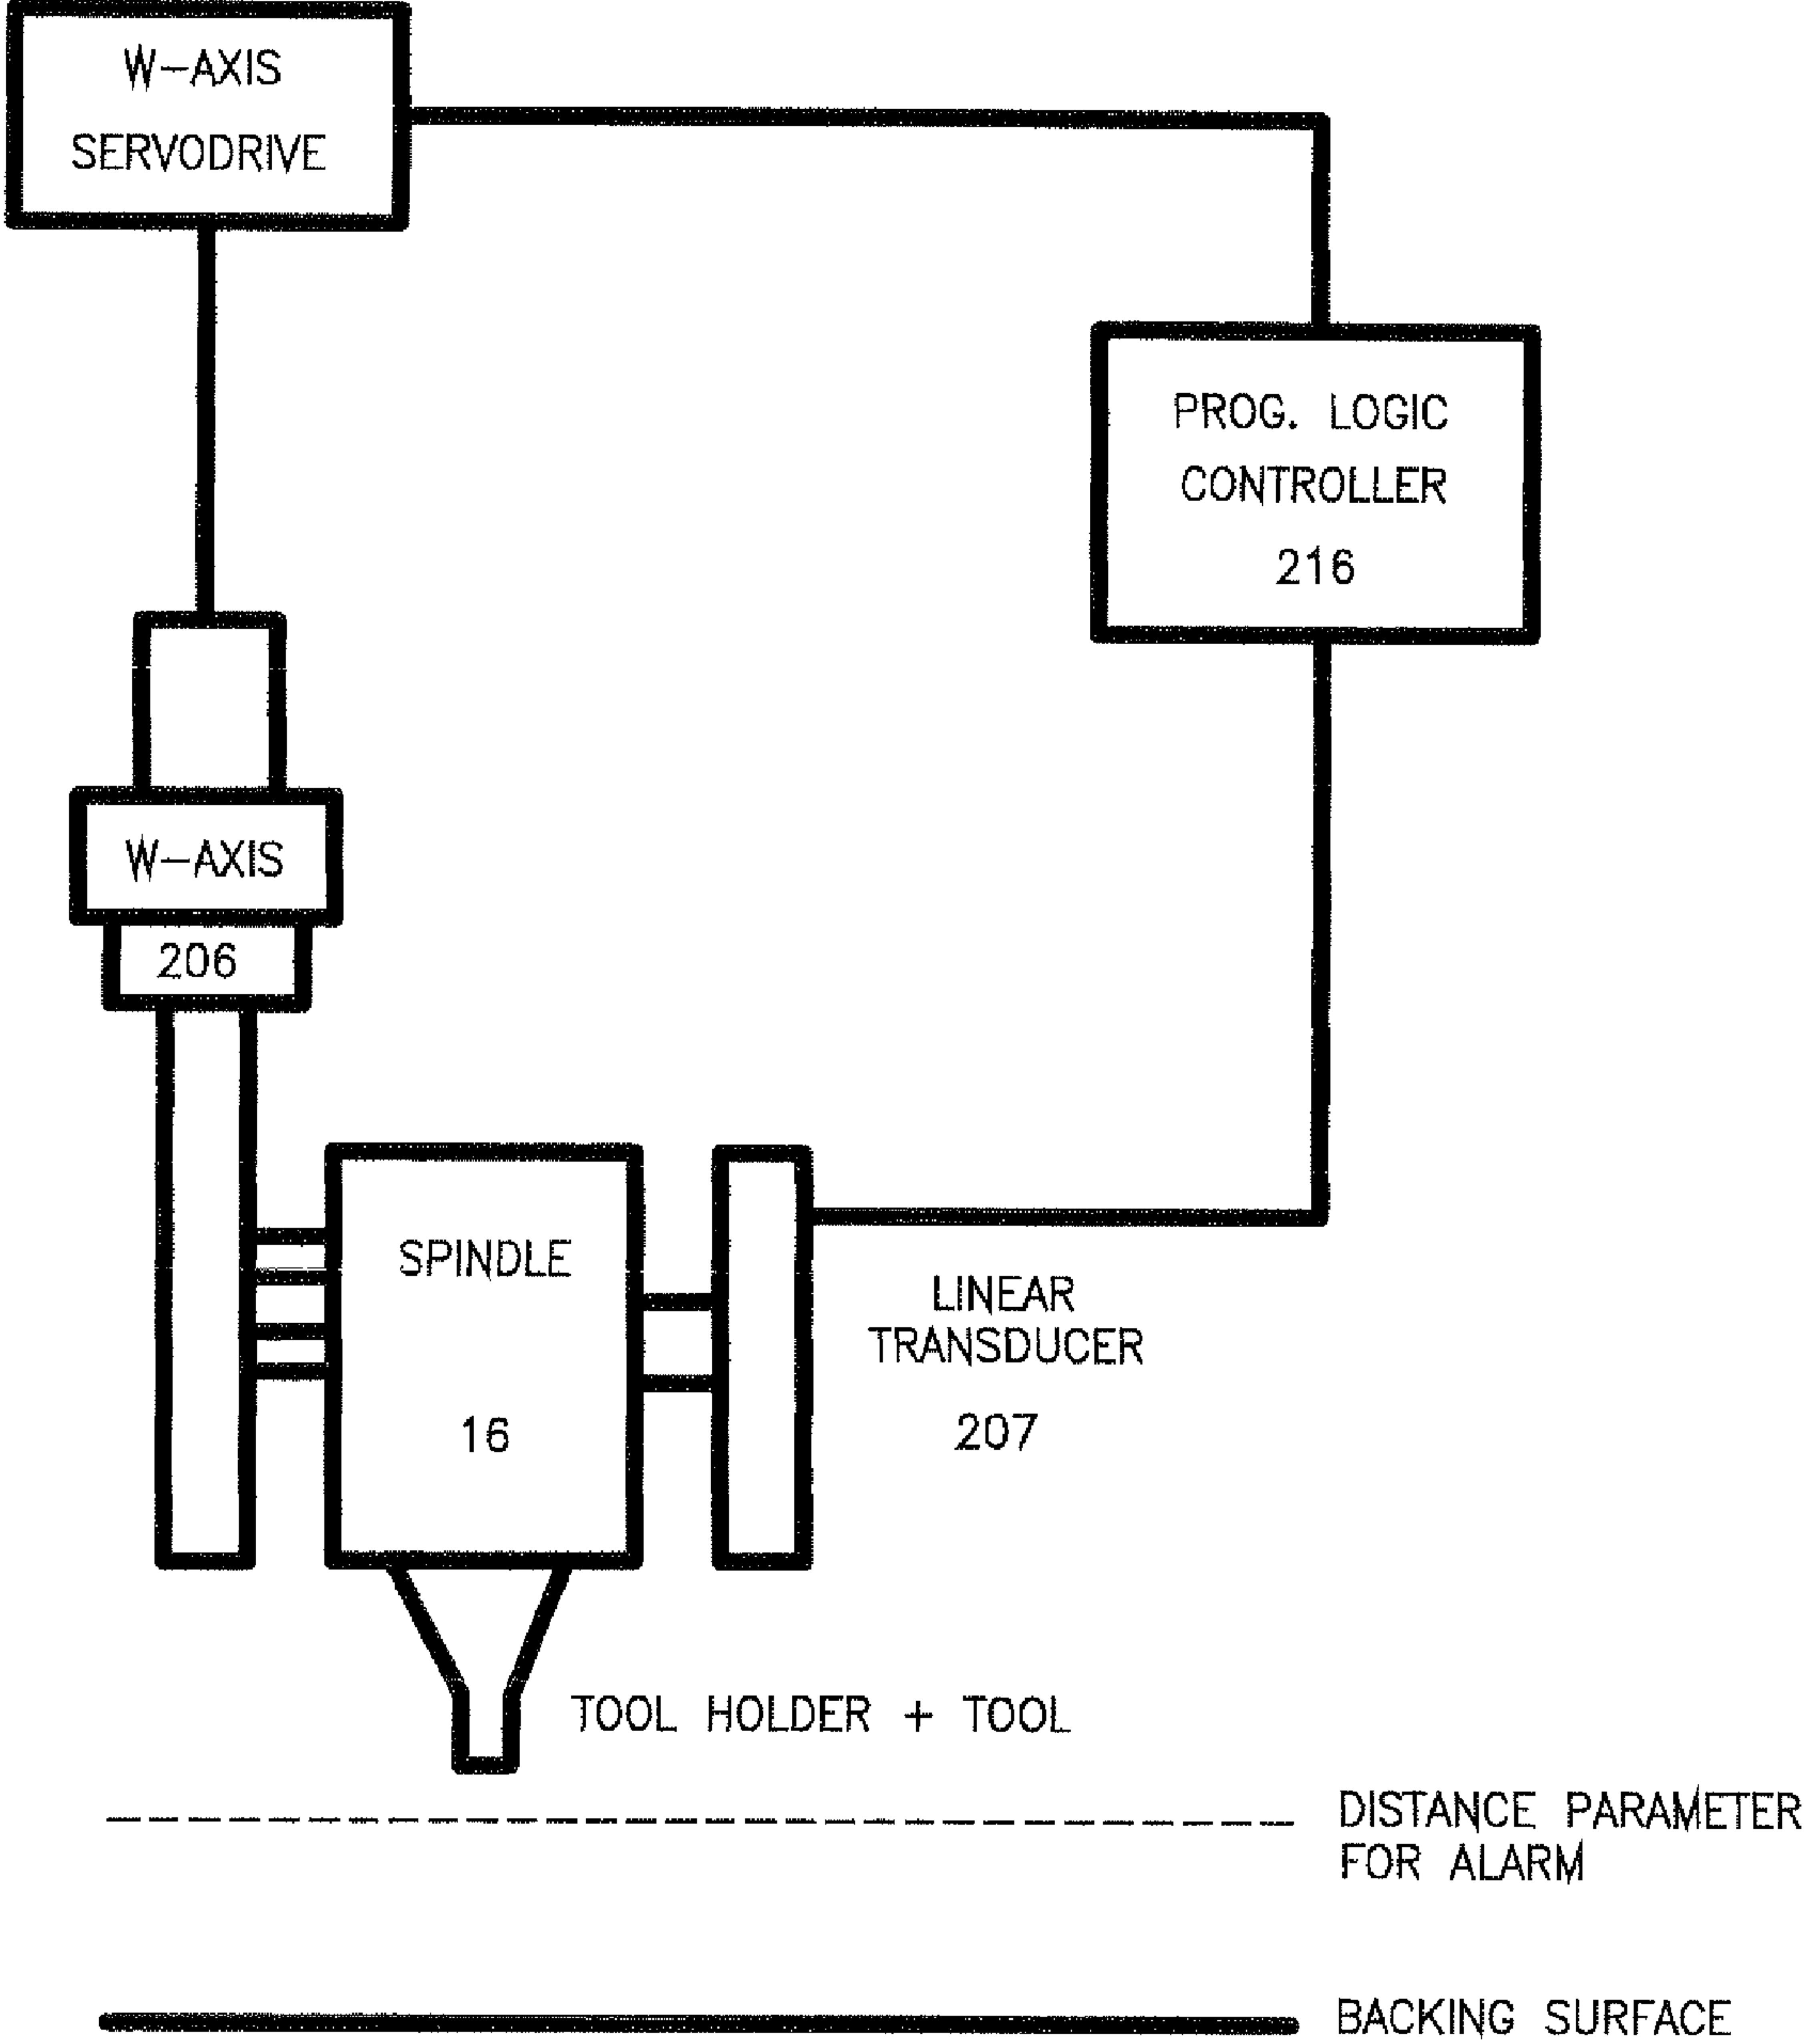 W-AXIS
SERVODRIVE
PROG. LOGIC
CONTROLLER
216
W-AXIS
206
SPINDLE
16
LINEAR
TRANSDUCER
207
TOOL HOLDER + TOOL
DISTANCE PARAMETER
FOR ALARM
BACKING SURFACE